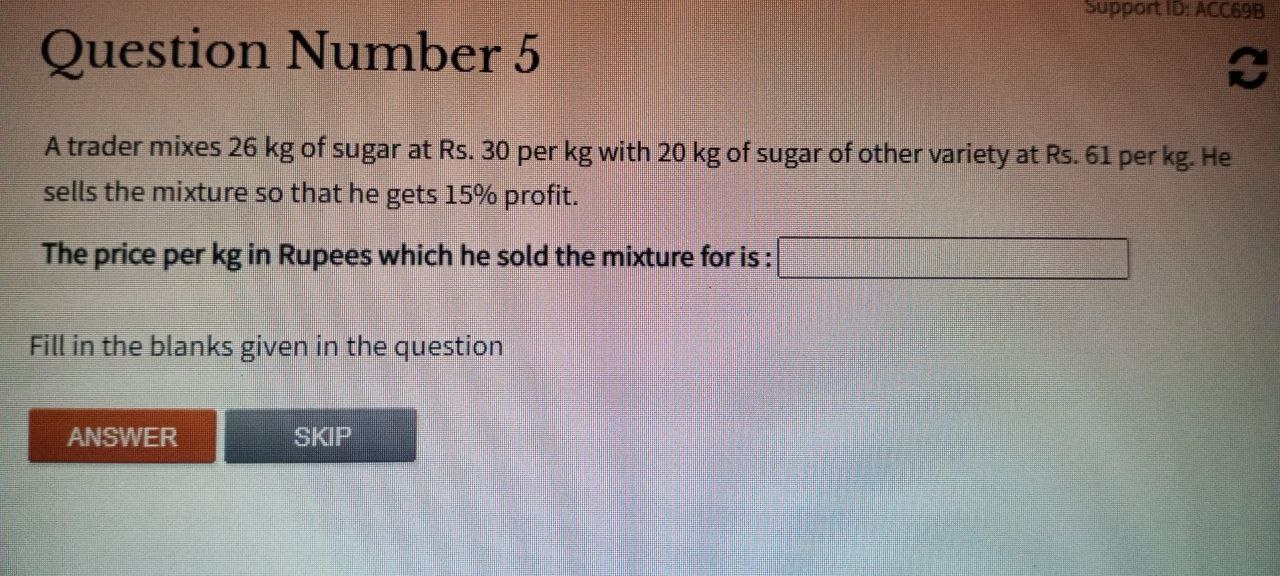 Support ID: ACC69B
Question Number 5
A trader mixes 26 kg of sugar at Rs. 30 per kg with 20 kg of sugar of other variety at Rs. 61 per kg. He
sells the mixture so that he gets 15% profit.
The price per kg in Rupees which he sold the mixture for is :
Fill in the blanks given in the question
ANSWER SKIP